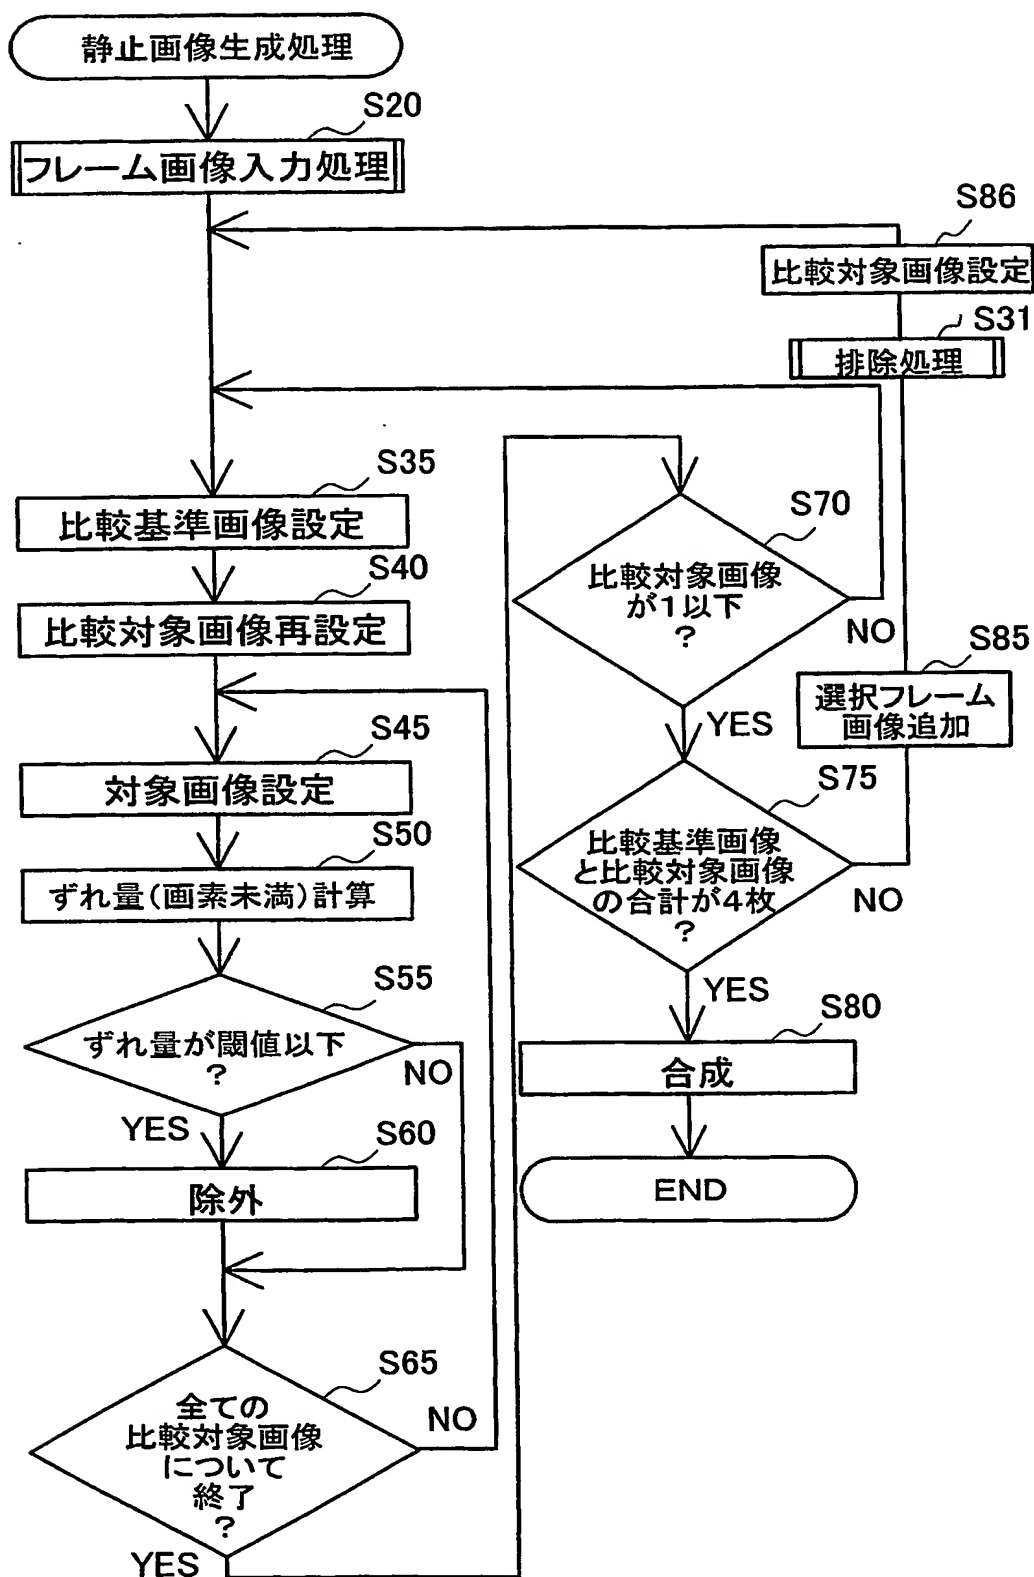 静止画像生成処理
S20
フレーム画像入力処理
S86
比較対象画像設定
S31
排除処理
S35
比較基準画像設定
S40
比較対象画像再設定
S45
対象画像設定
S50
ずれ量(画素未満)計算
S55
ずれ量が閾値以下
?
NO
YES
S60
除外
S65
全ての
比較対象画像
について
終了
?
NO
YES
S70
比較対象画像
が1以下
?
NO
YES
S85
選択フレーム
画像追加
S75
比較基準画像
と比較対象画像
の合計が4枚
?
NO
YES
S80
合成
END